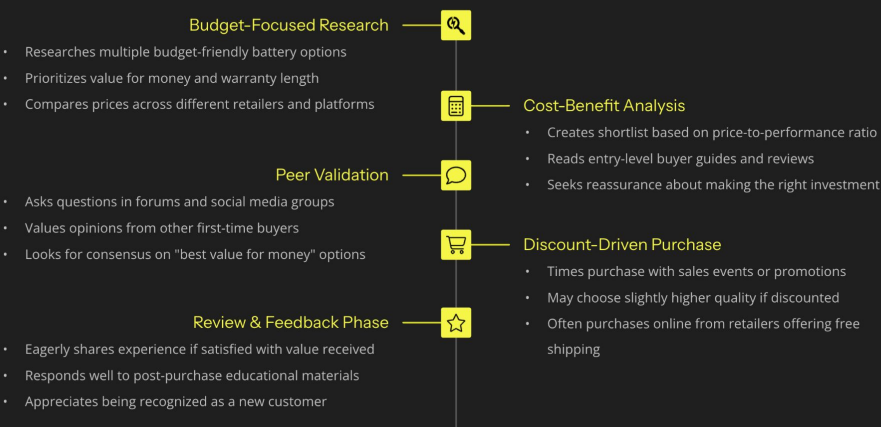 Budget-Focused Research
• Researches multiple budget-friendly battery options
• Prioritizes value for money and warranty length
• Compares prices across different retailers and platforms
Cost-Benefit Analysis
• Creates shortlist based on price-to-performance ratio
• Reads entry-level buyer guides and reviews
• Seeks reassurance about making the right investment
Peer Validation
• Asks questions in forums and social media groups
• Values opinions from other first-time buyers
• Looks for consensus on "best value for money" options
Discount-Driven Purchase
• Times purchase with sales events or promotions
• May choose slightly higher quality if discounted
• Often purchases online from retailers offering free
shipping
Review & Feedback Phase
• Eagerly shares experience if satisfied with value received
• Responds well to post-purchase educational materials
• Appreciates being recognized as a new customer